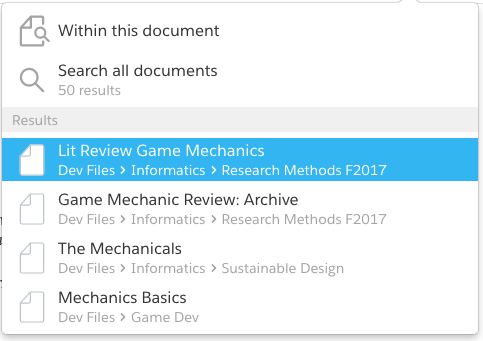 Within this document
Search all documents
50 results
Results
Lit Review Game Mechanics
Dev Files > Informatics > Research Methods F2017
Game Mechanic Review: Archive
Dev Files > Informatics > Research Methods F2017
The Mechanicals
Dev Files > Informatics > Sustainable Design
Mechanics Basics
Dev Files > Game Dev